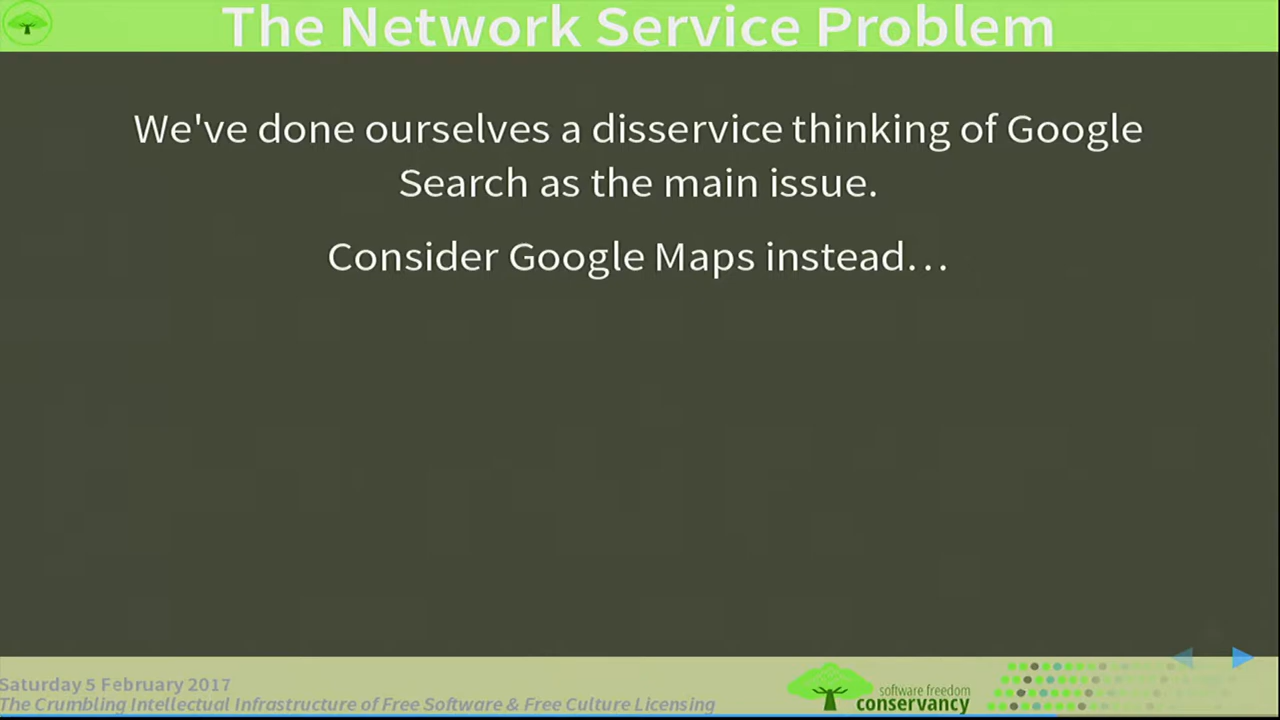 The Network Service Problem
We've done ourselves a disservice thinking of Google
Search as the main issue.
Consider Google Maps instead…
Saturday 5 February 2017
The Crumbling Intellectual Infrastructure of Free Software & Free Culture Licensing
software freedom
conservancy